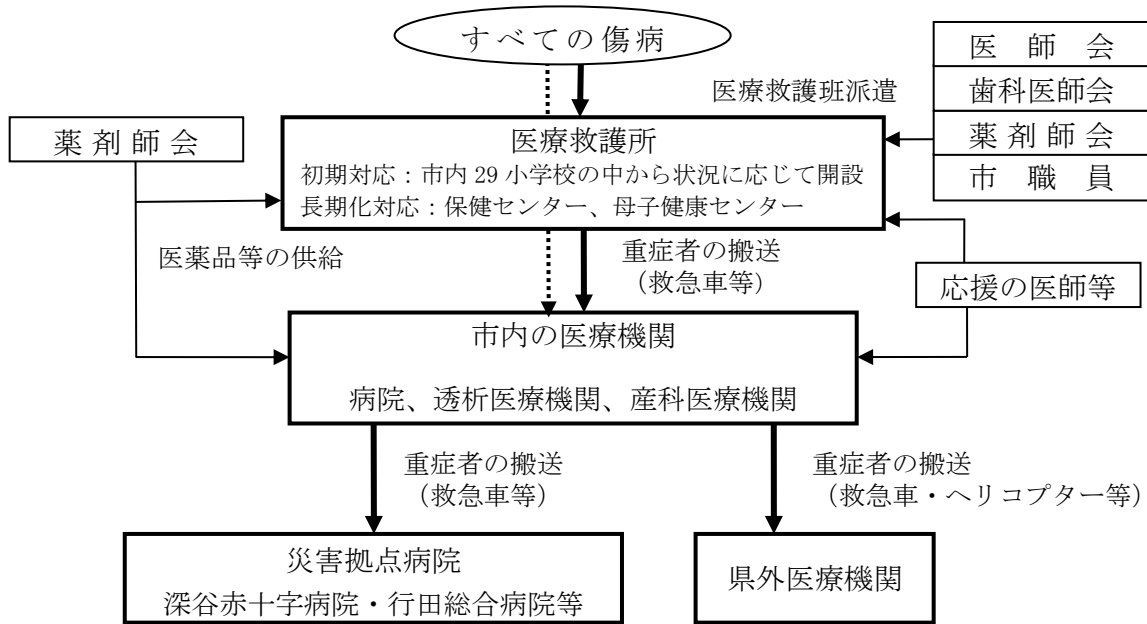 すべての傷病
医師会
歯科医師会
薬剤師会
市職員
医療救護班派遣
薬剤師会
医療救護所
初期対応：市内 29 小学校の中から状況に応じて開設
長期化対応：保健センター、母子健康センター
医薬品等の供給
重症者の搬送
（救急車等）
応援の医師等
市内の医療機関
病院、透析医療機関、産科医療機関
重症者の搬送
（救急車等）
重症者の搬送
（救急車・ヘリコプター等）
災害拠点病院
深谷赤十字病院・行田総合病院等
県外医療機関